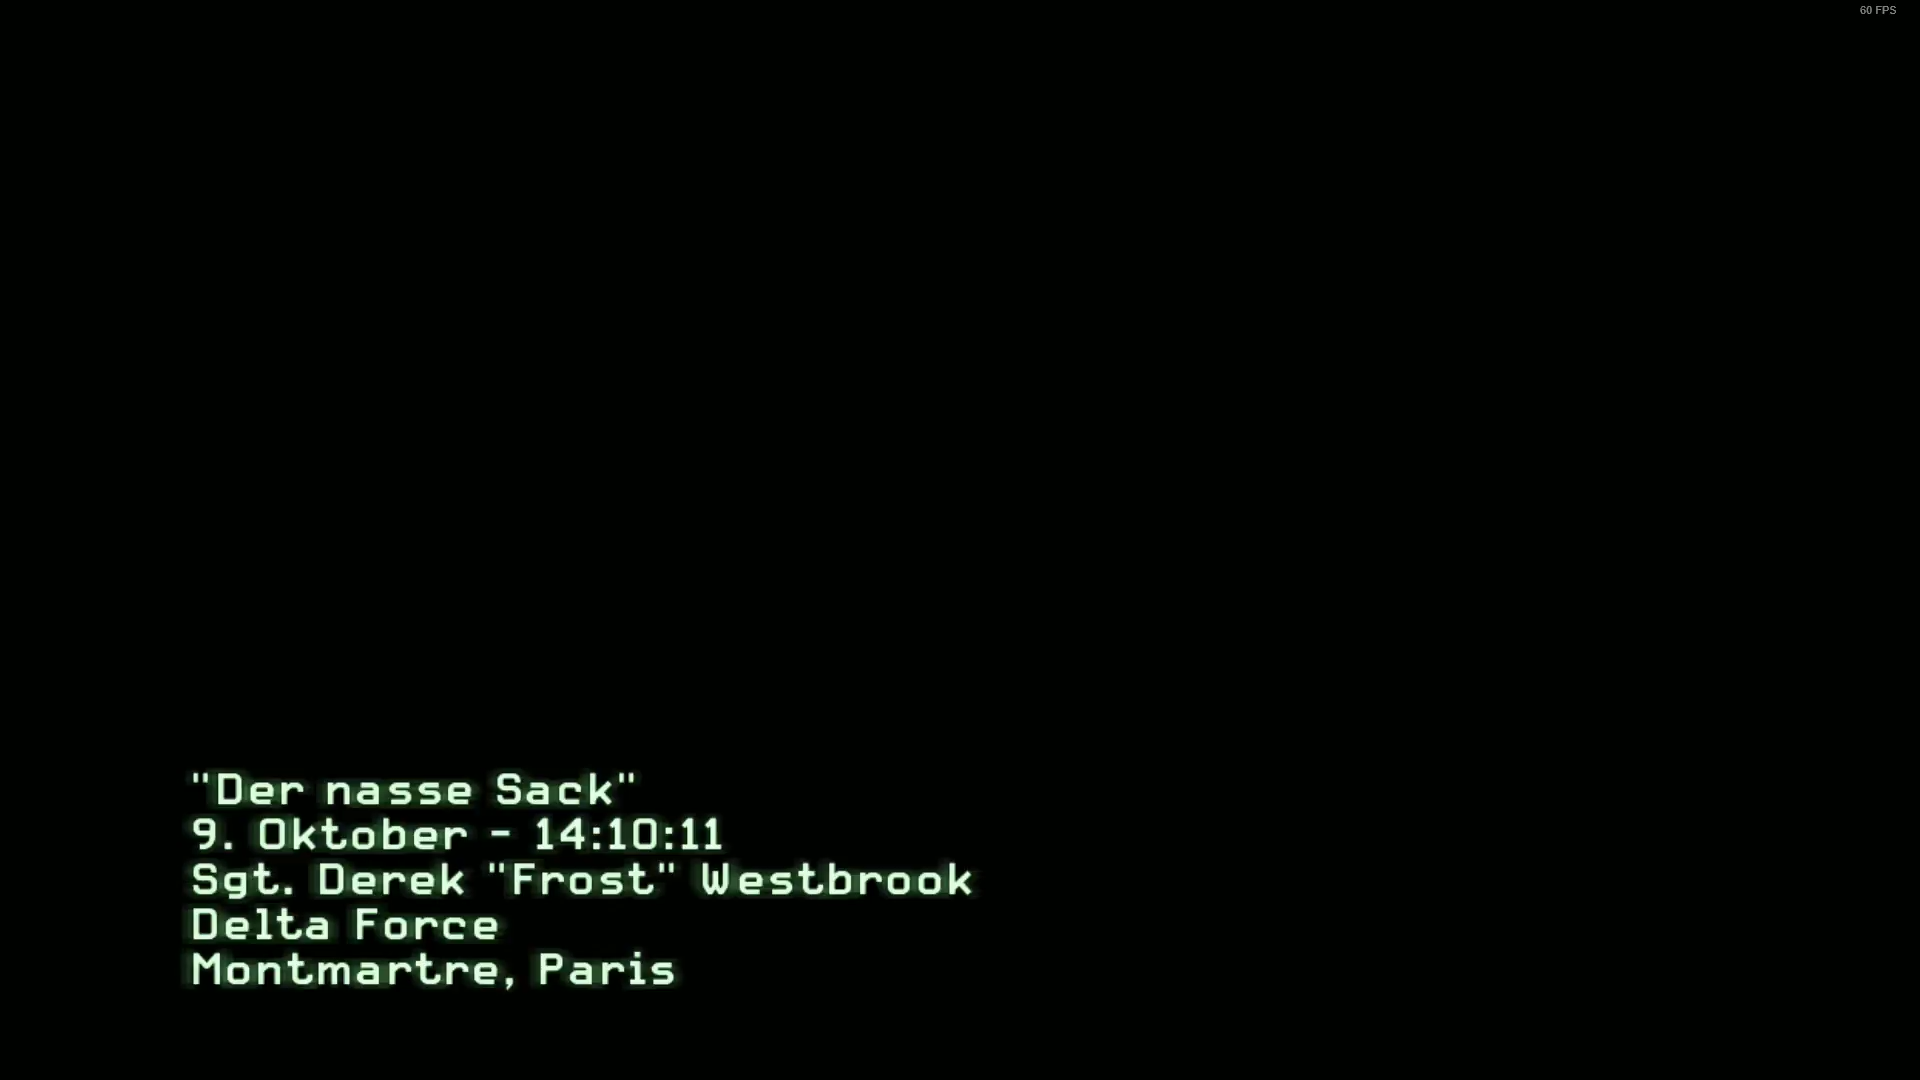 60 FPS
"Der nasse Sack"
9. Oktober - 14:10:11
Sgt. Derek "Frost" Westbrook
Delta Force
Montmartre, Paris